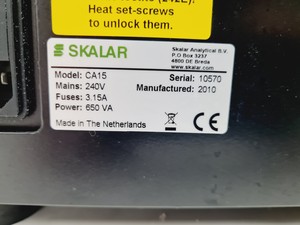 Heat set-screws
to unlock them.
SKALAR
Skalar Analytical B.V.
P.O Box 3237
4800 DE Breda
www.skalar.com
Model: CA15
Serial: 10570
Mains: 240V
Manufactured: 2010
Fuses: 3.15A
Power: 650 VA
Made in The Netherlands
CE